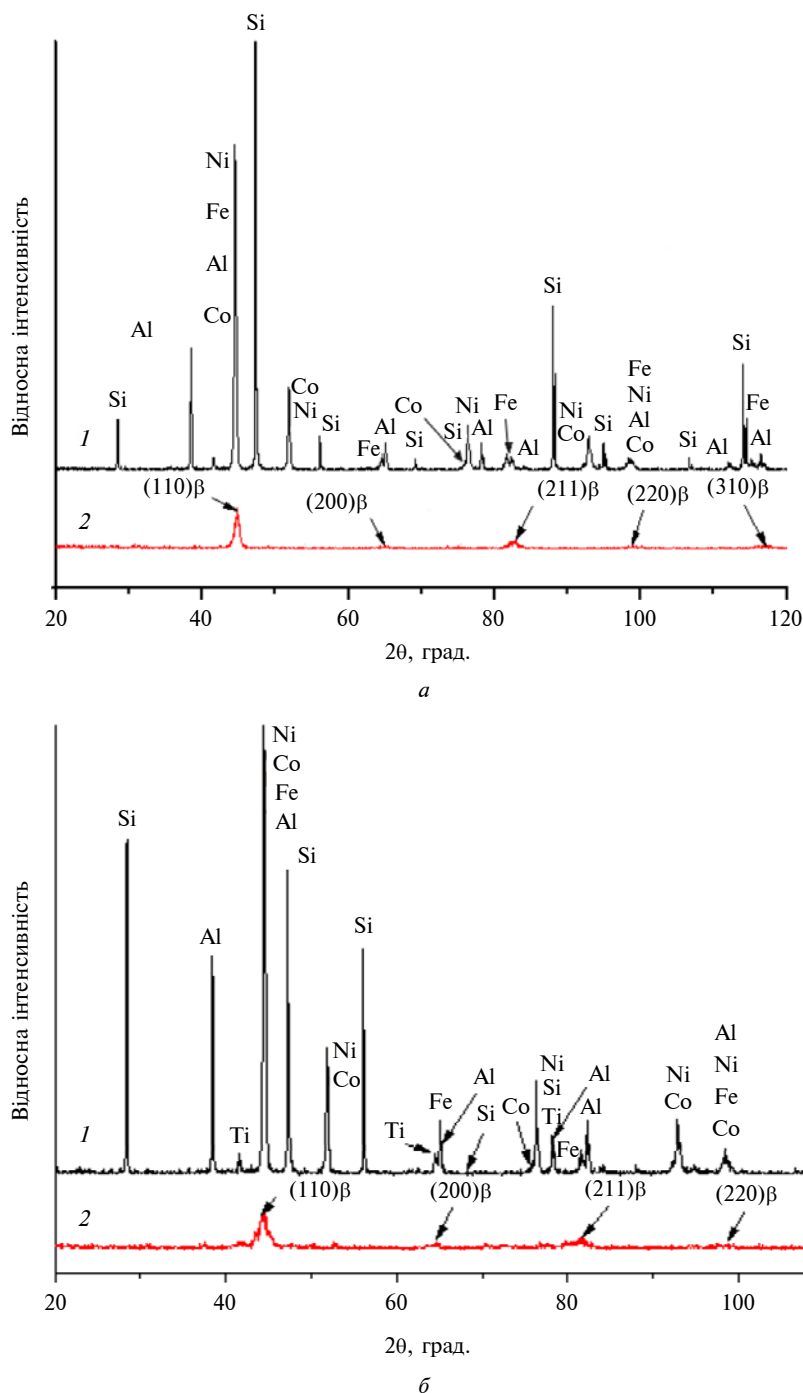 Si
Ni
Fe
Al
Co
Al
Si
Co
Ni
Si
Fe
Al
Si
Co
Si
Ni
Al
Fe
Al
Si
Ni
Co
Si
Fe
Ni
Al
Co
Si
Al
Si
Fe
Al
1
(110)β
(200)β
(211)β
(220)β
(310)β
2
20
40
60
80
100
120
2θ, град.
Відносна інтенсивність
а
Si
Al
Ti
Ni
Co
Fe
Al
Si
Ni
Co
Si
Ti
Fe
Al
Si
Co
Ni
Si
Ti
Fe
Al
Al
Ni
Co
Al
Ni
Fe
Co
1
(110)β
(200)β
(211)β
(220)β
2
20
40
60
80
100
2θ, град.
Відносна інтенсивність
б